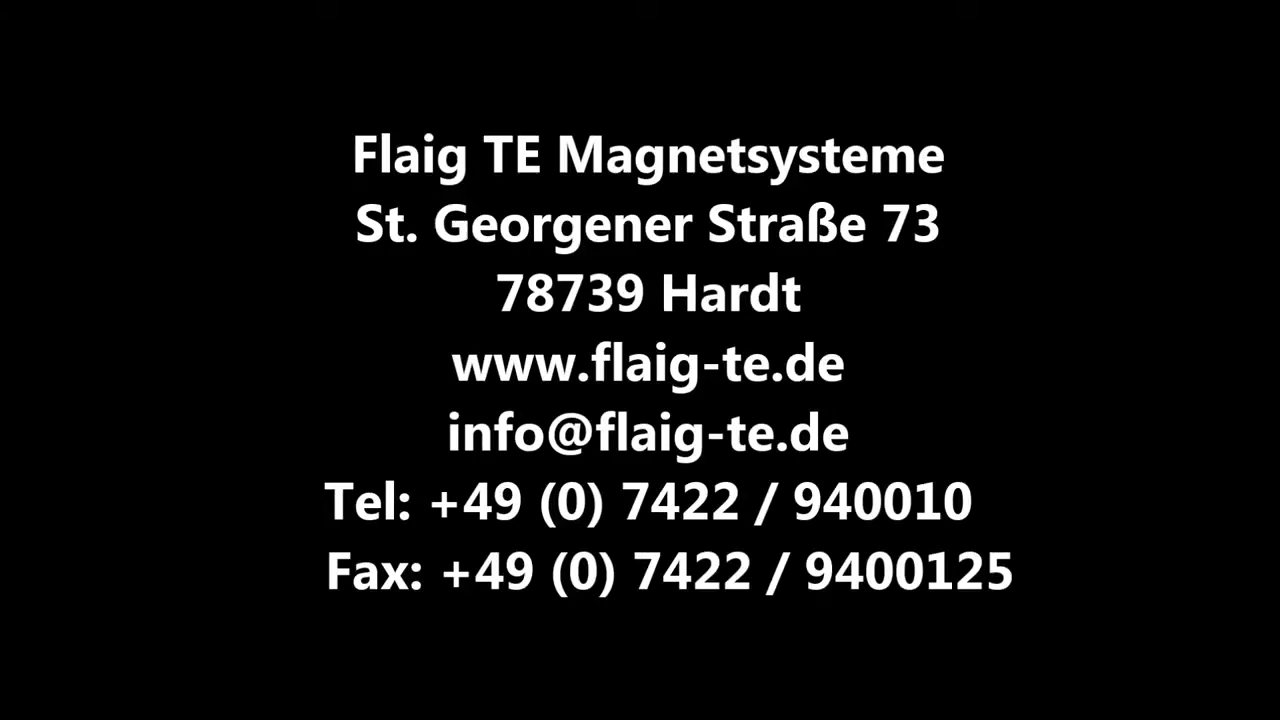 Flaig TE Magnetsysteme
St. Georgener Straße 73
78739 Hardt
www.flaig-te.de
info@flaig-te.de
Tel: +49 (0) 7422 / 940010
Fax: +49 (0) 7422 / 9400125